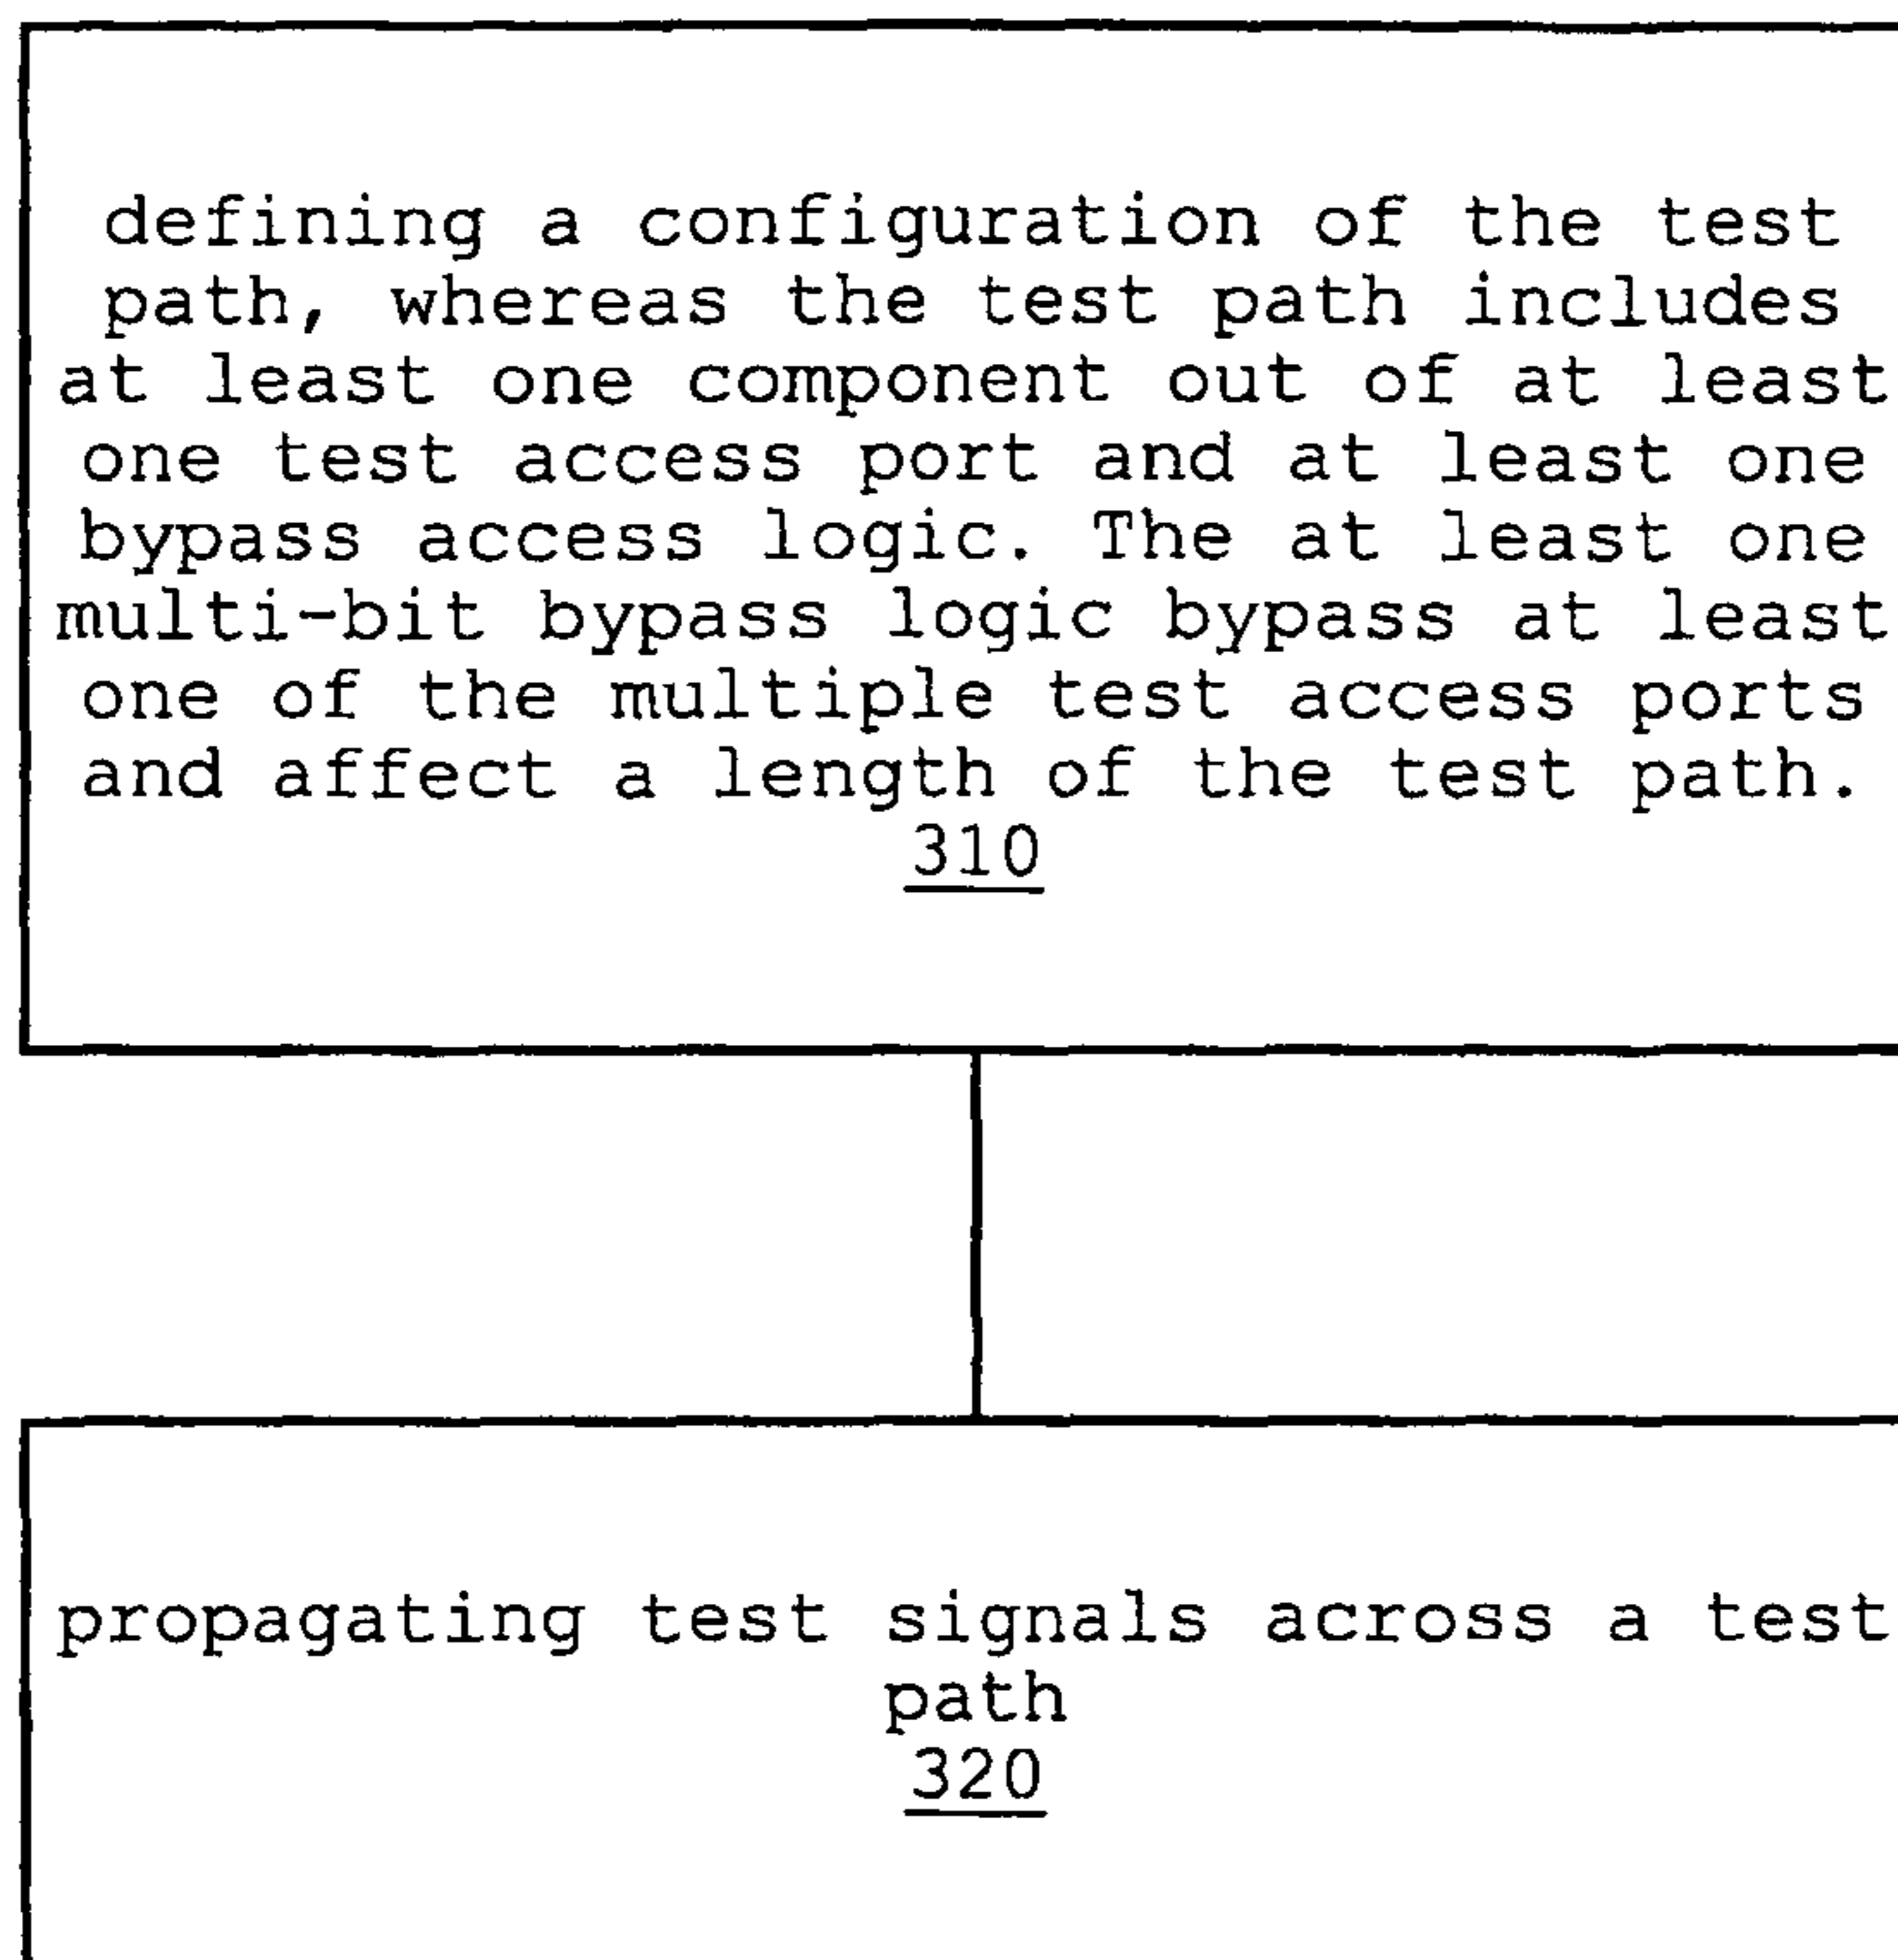 defining a configuration of the test
path, whereas the test path includes
at least one component out of at least
one test access port and at least one
bypass access logic. The at least one
multi-bit bypass logic bypass at least
one of the multiple test access ports
and affect a length of the test path.
310
propagating test signals across a test
path
320